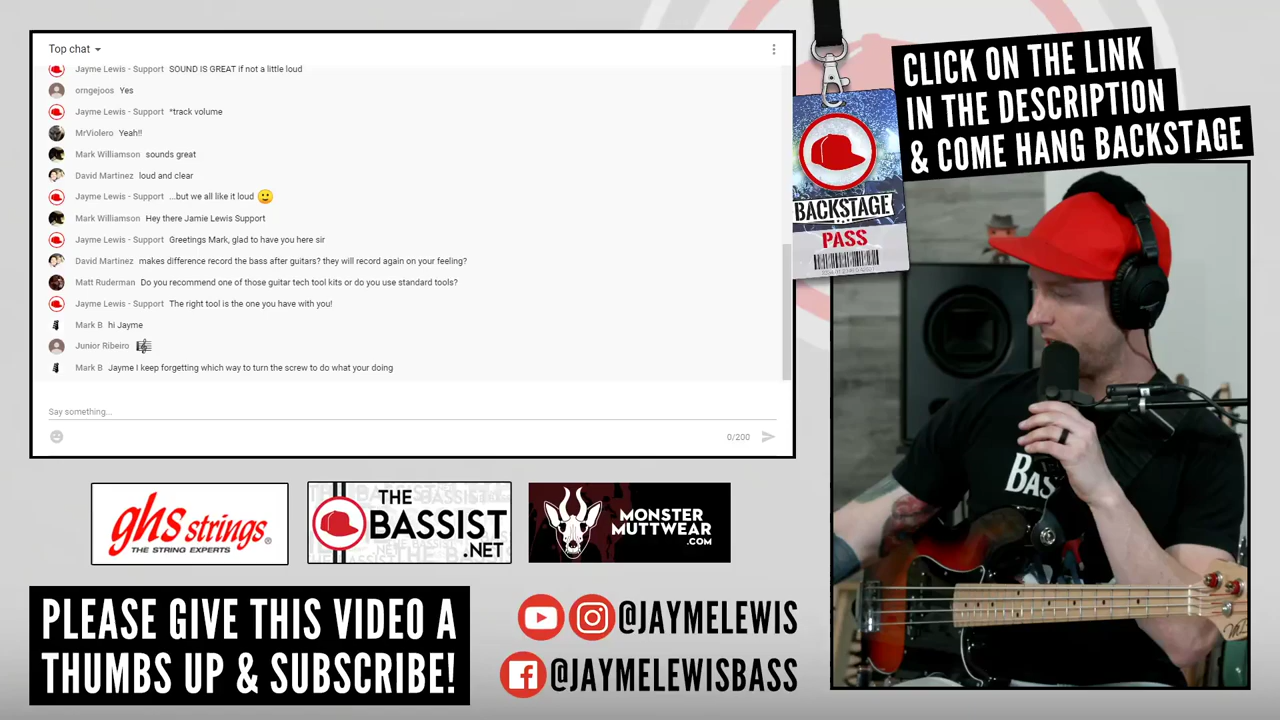 Top chat
Jayme Lewis - Support SOUND IS GREAT if not a little loud
orngejoos Yes
Jayme Lewis - Support *track volume
MrViolero Yeah!!
Mark Williamson sounds great
David Martinez loud and clear
Jayme Lewis - Support ...but we all like it loud 🙂
Mark Williamson Hey there Jamie Lewis Support
Jayme Lewis - Support Greetings Mark, glad to have you here sir
David Martinez makes difference record the bass after guitars? they will record again on your feeling?
Matt Ruderman Do you recommend one of those guitar tech tool kits or do you use standard tools?
Jayme Lewis - Support The right tool is the one you have with you!
Mark B hi Jayme
Junior Ribeiro 🎼
Mark B Jayme I keep forgetting which way to turn the screw to do what your doing
Say something...
0/200
CLICK ON THE LINK
IN THE DESCRIPTION
& COME HANG BACKSTAGE
BACKSTAGE
PASS
BAS
ghs strings®
THE STRING EXPERTS
THE
BASSIST
.NET
MONSTER
MUTTWEAR
.COM
PLEASE GIVE THIS VIDEO A
THUMBS UP & SUBSCRIBE!
@JAYMELEWIS
@JAYMELEWISBASS